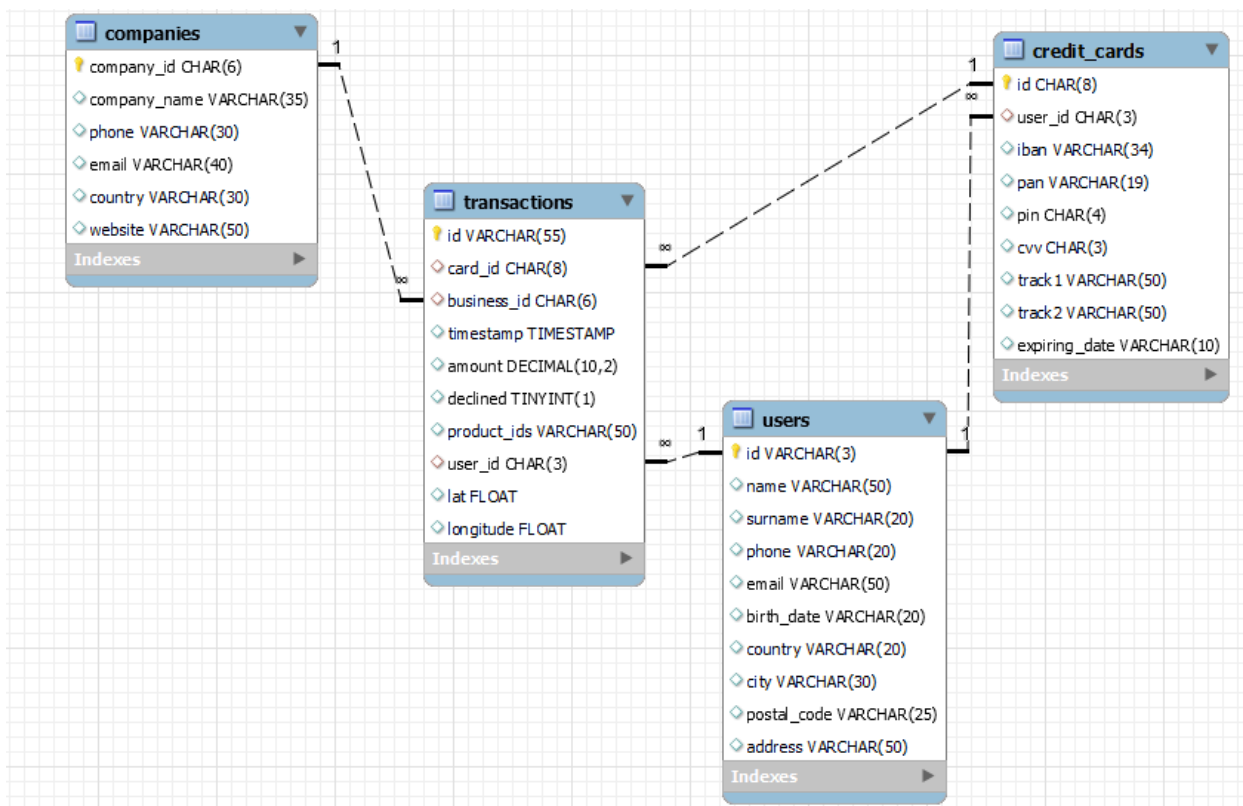 companies
company_id CHAR(6)
company_name VARCHAR(35)
phone VARCHAR(30)
email VARCHAR(40)
country VARCHAR(30)
website VARCHAR(50)
Indexes
1
∞
transactions
id VARCHAR(55)
card_id CHAR(8)
business_id CHAR(6)
timestamp TIMESTAMP
amount DECIMAL(10,2)
declined TINYINT(1)
product_ids VARCHAR(50)
user_id CHAR(3)
lat FLOAT
longitude FLOAT
Indexes
∞
1
∞
1
users
id VARCHAR(3)
name VARCHAR(50)
surname VARCHAR(20)
phone VARCHAR(20)
email VARCHAR(50)
birth_date VARCHAR(20)
country VARCHAR(20)
city VARCHAR(30)
postal_code VARCHAR(25)
address VARCHAR(50)
Indexes
1
∞
credit_cards
id CHAR(8)
user_id CHAR(3)
iban VARCHAR(34)
pan VARCHAR(19)
pin CHAR(4)
cvv CHAR(3)
track1 VARCHAR(50)
track2 VARCHAR(50)
expiring_date VARCHAR(10)
Indexes